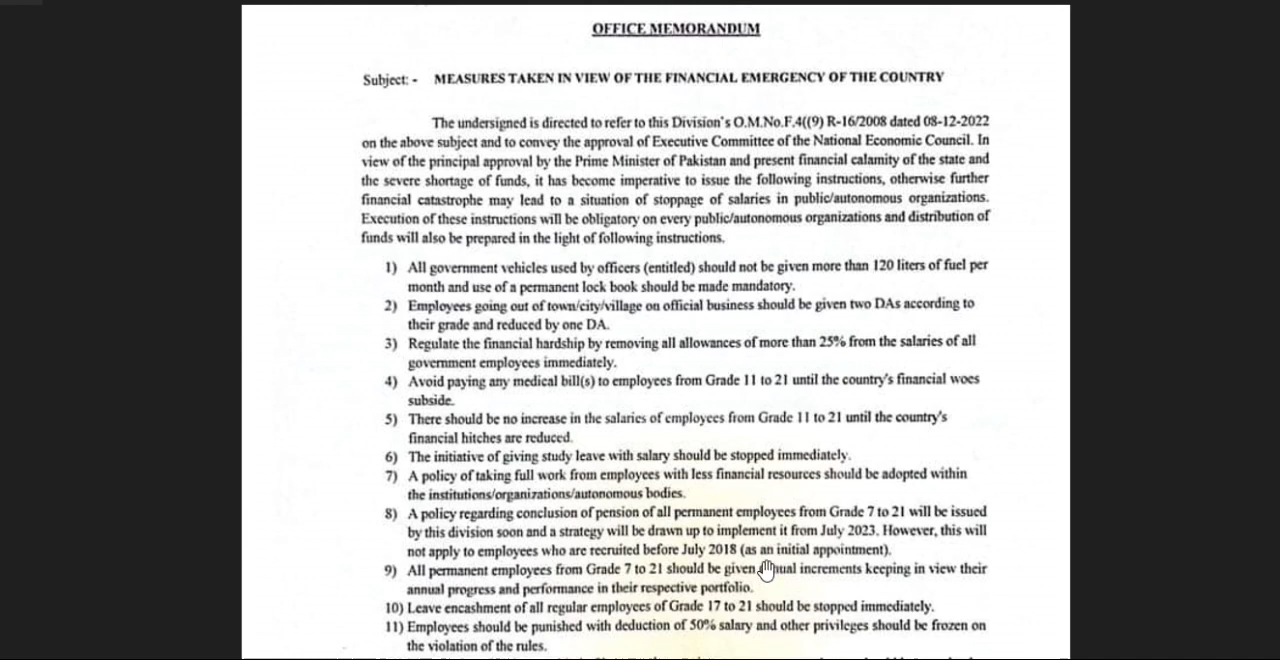 OFFICE MEMORANDUM
Subject: - MEASURES TAKEN IN VIEW OF THE FINANCIAL EMERGENCY OF THE COUNTRY
The undersigned is directed to refer to this Division's O.M.No.F.4((9) R-16/2008 dated 08-12-2022
on the above subject and to convey the approval of Executive Committee of the National Economic Council. In
view of the principal approval by the Prime Minister of Pakistan and present financial calamity of the state and
the severe shortage of funds, it has become imperative to issue the following instructions, otherwise further
financial catastrophe may lead to a situation of stoppage of salaries in public/autonomous organizations.
Execution of these instructions will be obligatory on every public/autonomous organizations and distribution of
funds will also be prepared in the light of following instructions.
1) All government vehicles used by officers (entitled) should not be given more than 120 liters of fuel per
month and use of a permanent lock book should be made mandatory.
2) Employees going out of town/city/village on official business should be given two DAs according to
their grade and reduced by one DA.
3) Regulate the financial hardship by removing all allowances of more than 25% from the salaries of all
government employees immediately.
4) Avoid paying any medical bill(s) to employees from Grade 11 to 21 until the country's financial woes
subside.
5) There should be no increase in the salaries of employees from Grade 11 to 21 until the country's
financial hitches are reduced.
6) The initiative of giving study leave with salary should be stopped immediately.
7) A policy of taking full work from employees with less financial resources should be adopted within
the institutions/organizations/autonomous bodies.
8) A policy regarding conclusion of pension of all permanent employees from Grade 7 to 21 will be issued
by this division soon and a strategy will be drawn up to implement it from July 2023. However, this will
not apply to employees who are recruited before July 2018 (as an initial appointment).
9) All permanent employees from Grade 7 to 21 should be given increments keeping in view their
annual progress and performance in their respective portfolio.
10) Leave encashment of all regular employees of Grade 17 to 21 should be stopped immediately.
11) Employees should be punished with deduction of 50% salary and other privileges should be frozen on
the violation of the rules.